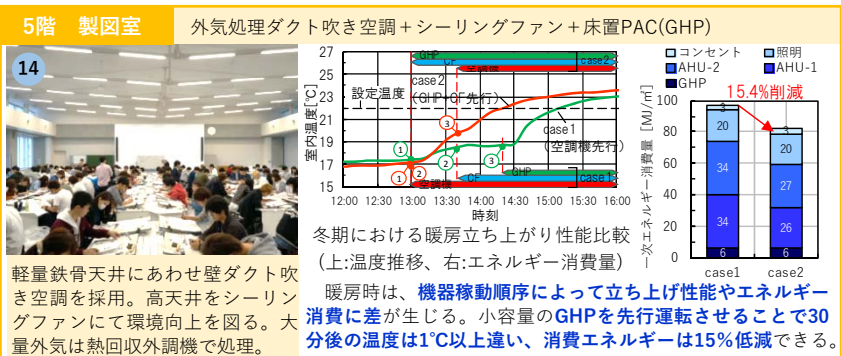 5階 製図室
外気処理ダクト吹き空調＋シーリングファン＋床置PAC(GHP)
14
軽量鉄骨天井にあわせ壁ダクト吹
き空調を採用。高天井をシーリン
グファンにて環境向上を図る。大
量外気は熱回収外調機で処理。
室内温度[℃]
27
25
23
21
19
17
15
GHP
CF
空調機
case2
設定温度
case2
(GHP+CF先行)
case1
(空調機先行)
① ② ③
① ② ③
GHP
CF
空調機
case1
12:00 12:30 13:00 13:30 14:00 14:30 15:00 15:30 16:00
時刻
冬期における暖房立ち上がり性能比較
(上:温度推移、右:エネルギー消費量)
コンセント 照明
AHU-2 AHU-1
GHP
15.4%削減
一次エネルギー消費量 [MJ/㎡]
100
80
60
40
20
0
3 3
20 20
34 27
34 26
6 6
case1 case2
暖房時は、機器稼動順序によって立ち上げ性能やエネルギー
消費に差が生じる。小容量のGHPを先行運転させることで30
分後の温度は1℃以上違い、消費エネルギーは15%低減できる。